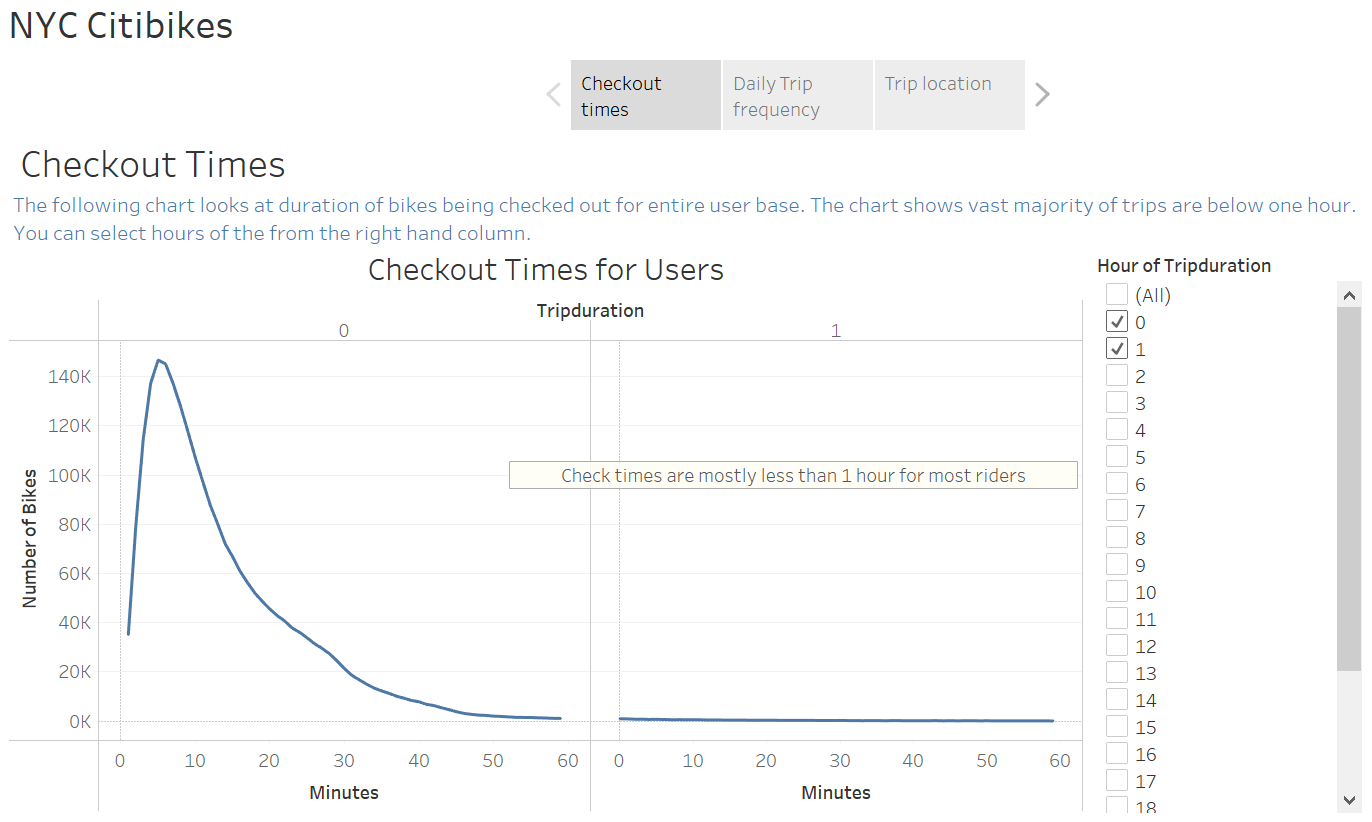 NYC Citibikes
Checkout
times
Daily Trip
frequency
Trip location
Checkout Times
The following chart looks at duration of bikes being checked out for entire user base. The chart shows vast majority of trips are below one hour.
You can select hours of the from the right hand column.
Checkout Times for Users
Tripduration
0
1
140K
120K
100K
80K
60K
40K
20K
0K
Number of Bikes
Check times are mostly less than 1 hour for most riders
0 10 20 30 40 50 60
0 10 20 30 40 50 60
Minutes
Minutes
Hour of Tripduration
(All)
0
1
2
3
4
5
6
7
8
9
10
11
12
13
14
15
16
17
18